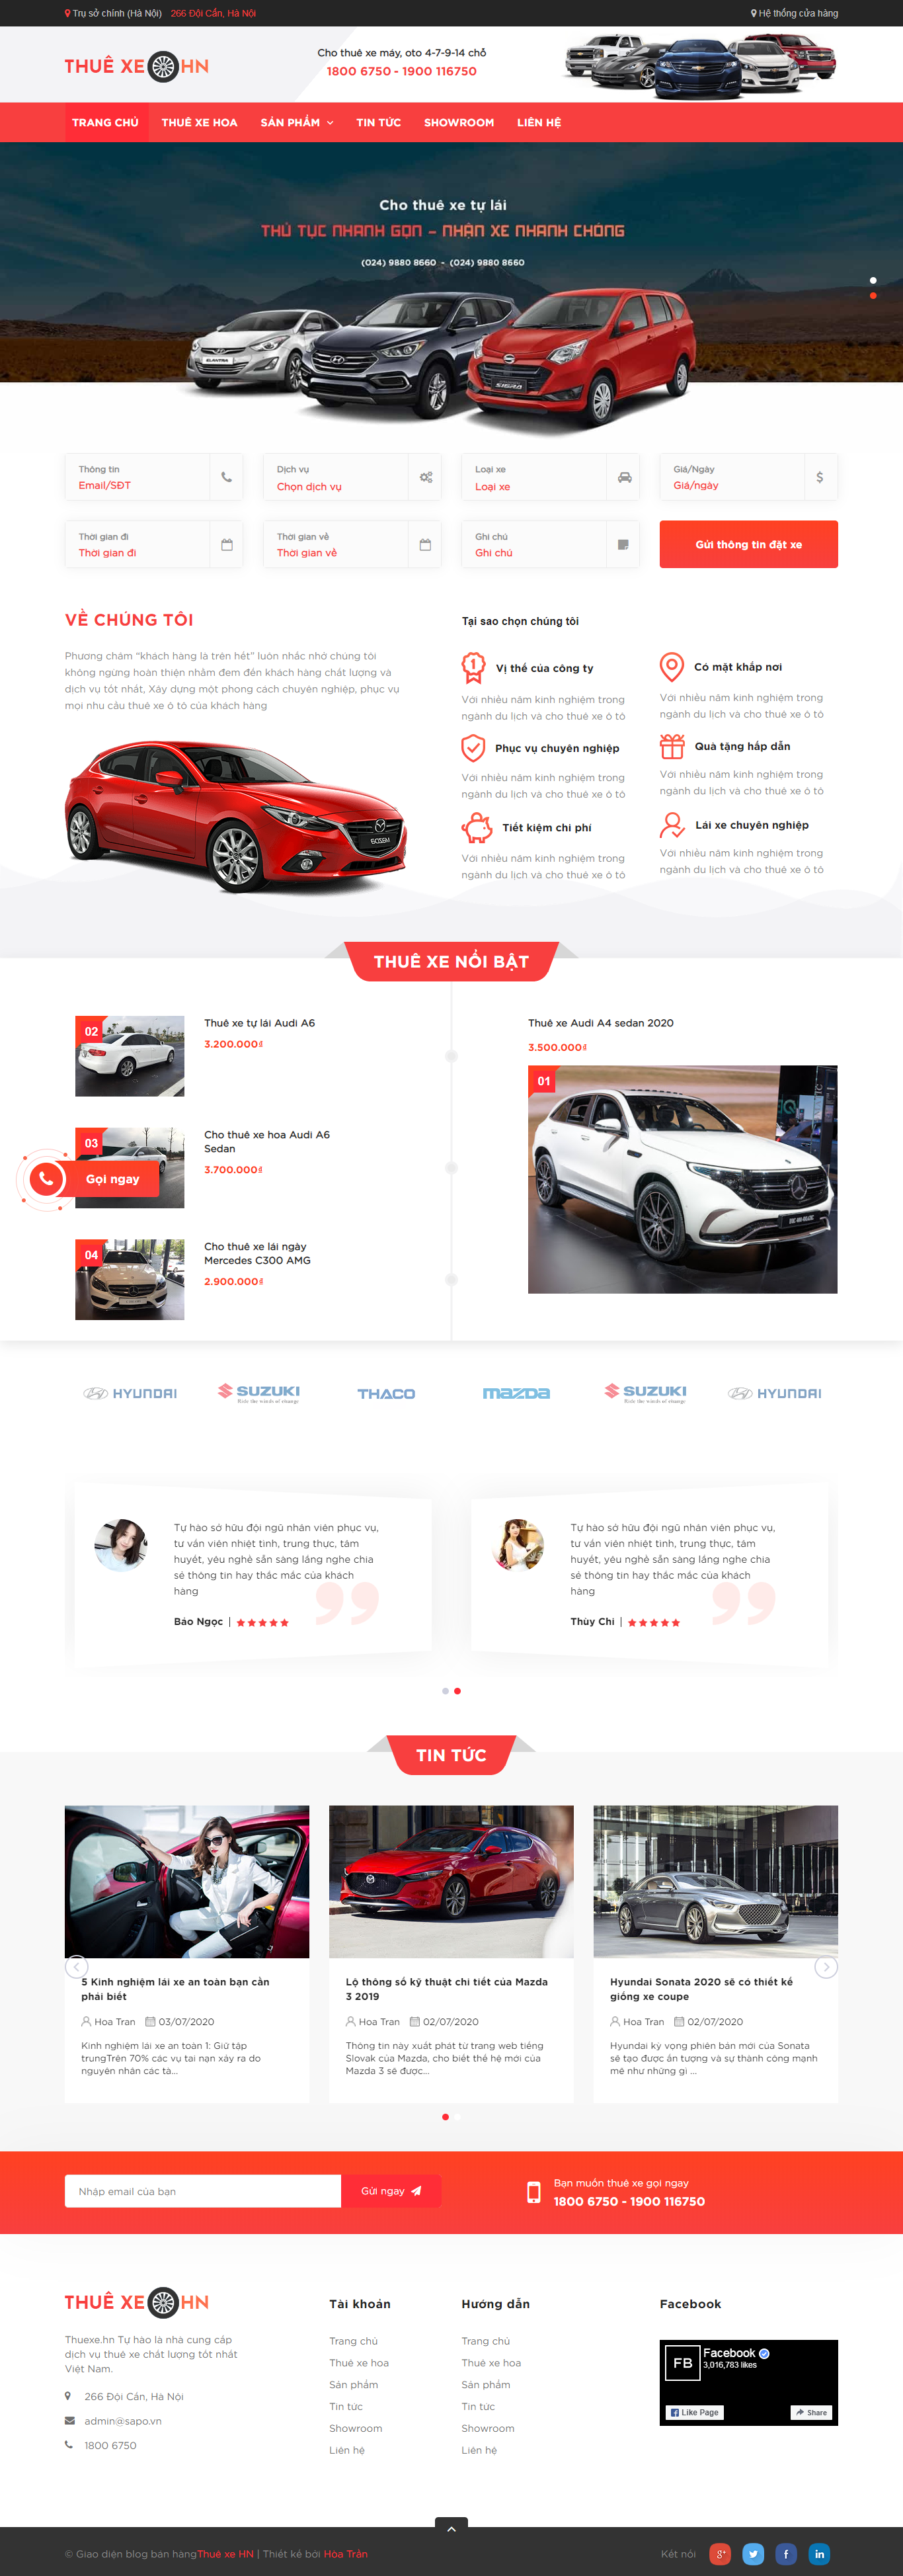 Trụ sở chính (Hà Nội) 266 Đội Cấn, Hà Nội
Hệ thống cửa hàng
THUÊ XE HN
Cho thuê xe máy, oto 4-7-9-14 chỗ
1800 6750 - 1900 116750
TRANG CHỦ
THUÊ XE HOA
SẢN PHẨM
TIN TỨC
SHOWROOM
LIÊN HỆ
Cho thuê xe tự lái
THỦ TỤC NHANH GỌN - NHẬN XE NHANH CHÓNG
(024) 9880 8660 - (024) 9880 8660
ELANTRA
SIGRA
Thông tin
Email/SĐT
Dịch vụ
Chọn dịch vụ
Loại xe
Loại xe
Giá/Ngày
Giá/ngày
$
Thời gian đi
Thời gian đi
Thời gian về
Thời gian về
Ghi chú
Ghi chú
Gửi thông tin đặt xe
VỀ CHÚNG TÔI
Phương châm “khách hàng là trên hết” luôn nhắc nhở chúng tôi
không ngừng hoàn thiện nhằm đem đến khách hàng chất lượng và
dịch vụ tốt nhất, Xây dựng một phong cách chuyên nghiệp, phục vụ
mọi nhu cầu thuê xe ô tô của khách hàng
Tại sao chọn chúng tôi
1
Vị thế của công ty
Với nhiều năm kinh nghiệm trong
ngành du lịch và cho thuê xe ô tô
Có mặt khắp nơi
Với nhiều năm kinh nghiệm trong
ngành du lịch và cho thuê xe ô tô
Phục vụ chuyên nghiệp
Với nhiều năm kinh nghiệm trong
ngành du lịch và cho thuê xe ô tô
Quà tặng hấp dẫn
Với nhiều năm kinh nghiệm trong
ngành du lịch và cho thuê xe ô tô
Tiết kiệm chi phí
Với nhiều năm kinh nghiệm trong
ngành du lịch và cho thuê xe ô tô
Lái xe chuyên nghiệp
Với nhiều năm kinh nghiệm trong
ngành du lịch và cho thuê xe ô tô
THUÊ XE NỔI BẬT
02
Thuê xe tự lái Audi A6
3.200.000₫
03
Cho thuê xe hoa Audi A6
Sedan
3.700.000₫
Gọi ngay
04
Cho thuê xe lái ngày
Mercedes C300 AMG
2.900.000₫
Thuê xe Audi A4 sedan 2020
3.500.000₫
01
HYUNDAI
SUZUKI
Ride the winds of change
THACO
mazda
SUZUKI
Ride the winds of change
HYUNDAI
Tự hào sở hữu đội ngũ nhân viên phục vụ,
tư vấn viên nhiệt tình, trung thực, tâm
huyết, yêu nghề sẵn sàng lắng nghe chia
sẻ thông tin hay thắc mắc của khách
hàng
Bảo Ngọc |
Tự hào sở hữu đội ngũ nhân viên phục vụ,
tư vấn viên nhiệt tình, trung thực, tâm
huyết, yêu nghề sẵn sàng lắng nghe chia
sẻ thông tin hay thắc mắc của khách
hàng
Thùy Chi |
TIN TỨC
5 Kinh nghiệm lái xe an toàn bạn cần
phải biết
Hoa Tran 03/07/2020
Kinh nghiệm lái xe an toàn 1: Giữ tập
trungTrên 70% các vụ tai nạn xảy ra do
nguyên nhân các tà...
Lộ thông số kỹ thuật chi tiết của Mazda
3 2019
Hoa Tran 02/07/2020
Thông tin này xuất phát từ trang web tiếng
Slovak của Mazda, cho biết thế hệ mới của
Mazda 3 sẽ được...
Hyundai Sonata 2020 sẽ có thiết kế
giống xe coupe
Hoa Tran 02/07/2020
Hyundai kỳ vọng phiên bản mới của Sonata
sẽ tạo được ấn tượng và sự thành công mạnh
mẽ như những gì ...
Nhập email của bạn
Gửi ngay
Bạn muốn thuê xe gọi ngay
1800 6750 - 1900 116750
THUÊ XE HN
Thuexe.hn Tự hào là nhà cung cấp
dịch vụ thuê xe chất lượng tốt nhất
Việt Nam.
266 Đội Cấn, Hà Nội
admin@sapo.vn
1800 6750
Tài khoản
Trang chủ
Thuê xe hoa
Sản phẩm
Tin tức
Showroom
Liên hệ
Hướng dẫn
Trang chủ
Thuê xe hoa
Sản phẩm
Tin tức
Showroom
Liên hệ
Facebook
FB
Facebook
3,016,783 likes
Like Page
Share
© Giao diện blog bán hàngThuê xe HN | Thiết kế bởi Hòa Trần
Kết nối